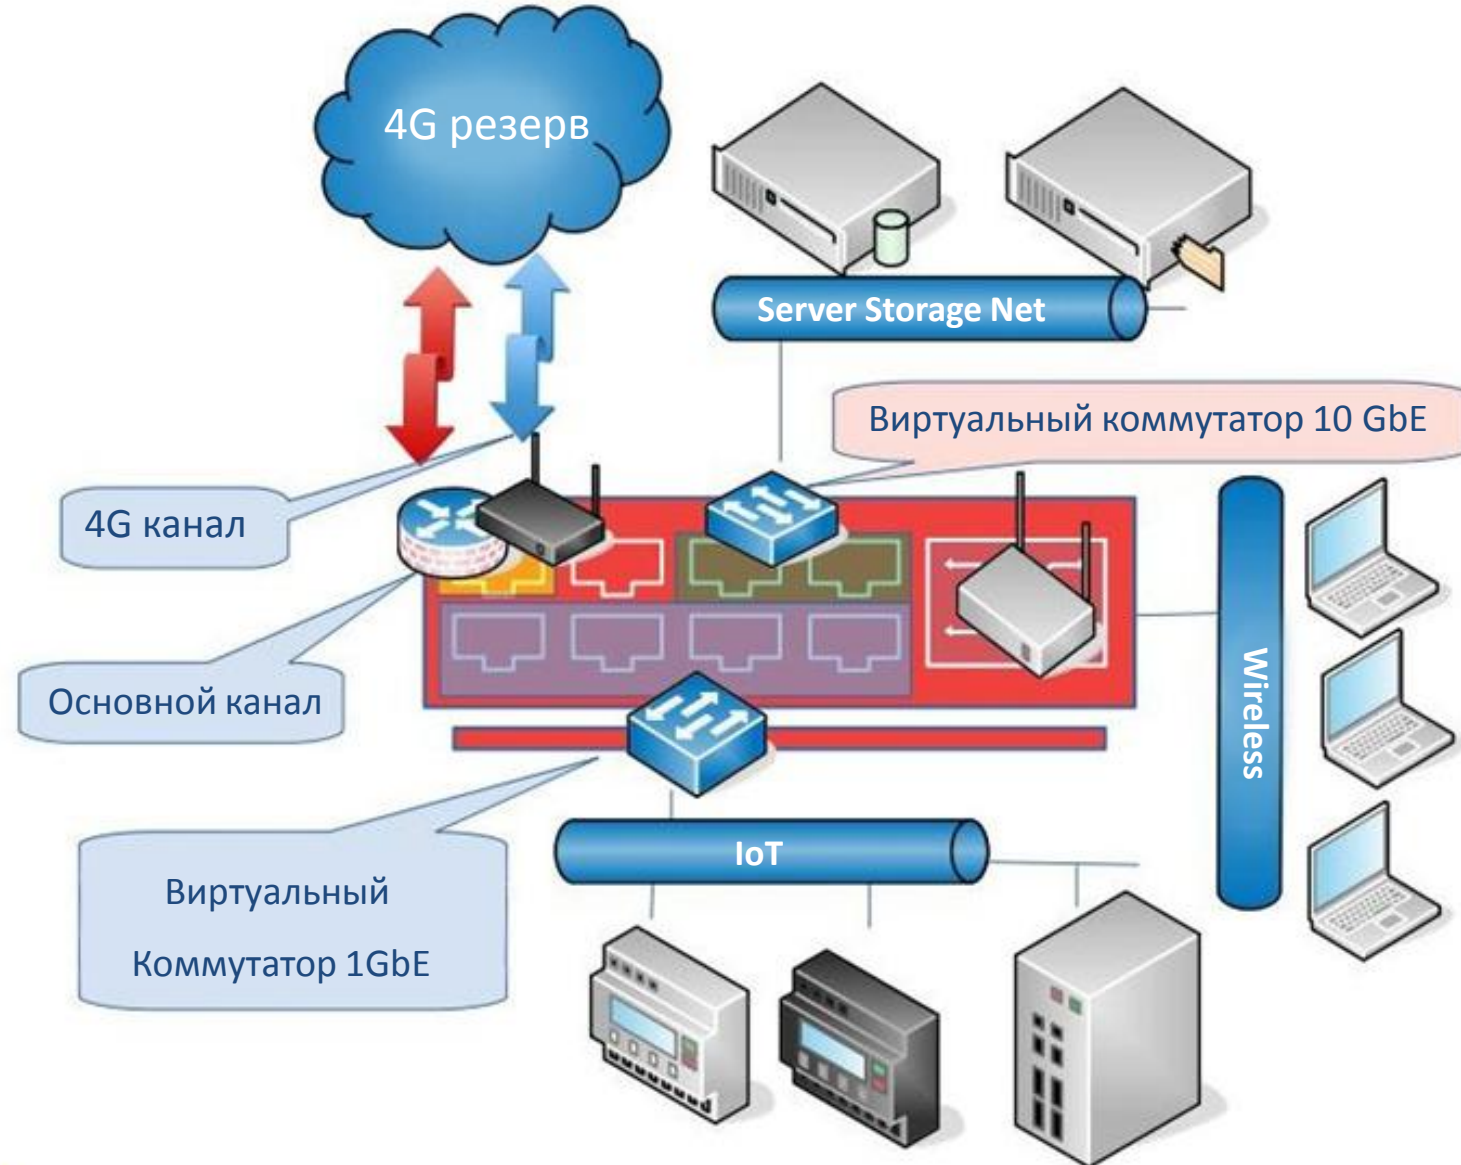 4G резерв
Server Storage Net
Виртуальный коммутатор 10 GbE
4G канал
Основной канал
Wireless
IoT
Виртуальный
Коммутатор 1GbE